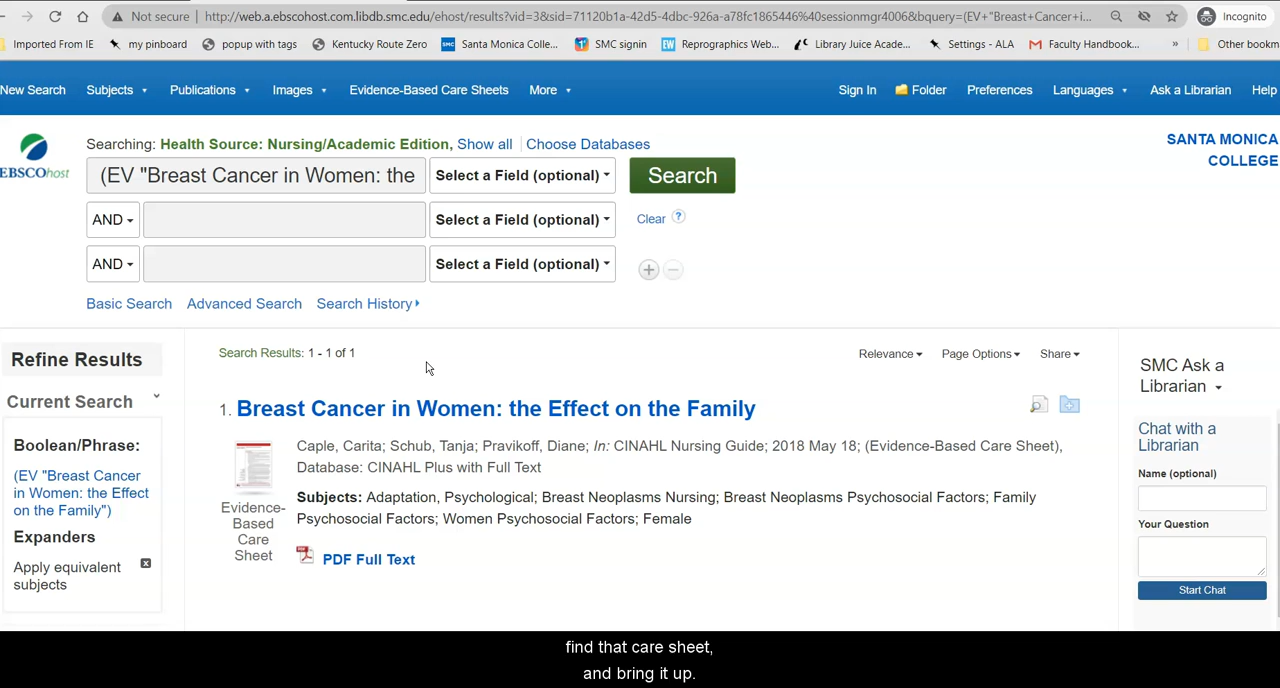 Not secure | http://web.a.ebscohost.com.libdb.smc.edu/ehost/results?vid=3&sid=71120b1a-42d5-4dbc-926a-a78fc1865446%40sessionmgr4006&bquery=(EV+"Breast+Cancer+i...
Incognito
Imported From IE
my pinboard
popup with tags
Kentucky Route Zero
SMC
Santa Monica Colle...
SMC signin
EW
Reprographics Web...
Library Juice Acade...
Settings - ALA
Faculty Handbook...
»
Other bookm
New Search
Subjects
Publications
Images
Evidence-Based Care Sheets
More
Sign In
Folder
Preferences
Languages
Ask a Librarian
Help
EBSCOhost
Searching: Health Source: Nursing/Academic Edition, Show all | Choose Databases
SANTA MONICA
COLLEGE
(EV "Breast Cancer in Women: the
Select a Field (optional)
Search
AND
Select a Field (optional)
Clear ?
AND
Select a Field (optional)
Basic Search
Advanced Search
Search History
Refine Results
Current Search
Boolean/Phrase:
(EV "Breast Cancer
in Women: the Effect
on the Family")
Expanders
Apply equivalent
subjects
Search Results: 1 - 1 of 1
Relevance
Page Options
Share
1. Breast Cancer in Women: the Effect on the Family
Caple, Carita; Schub, Tanja; Pravikoff, Diane; In: CINAHL Nursing Guide; 2018 May 18; (Evidence-Based Care Sheet),
Database: CINAHL Plus with Full Text
Subjects: Adaptation, Psychological; Breast Neoplasms Nursing; Breast Neoplasms Psychosocial Factors; Family
Psychosocial Factors; Women Psychosocial Factors; Female
Evidence-
Based
Care
Sheet
PDF Full Text
SMC Ask a
Librarian
Chat with a
Librarian
Name (optional)
Your Question
Start Chat
find that care sheet,
and bring it up.